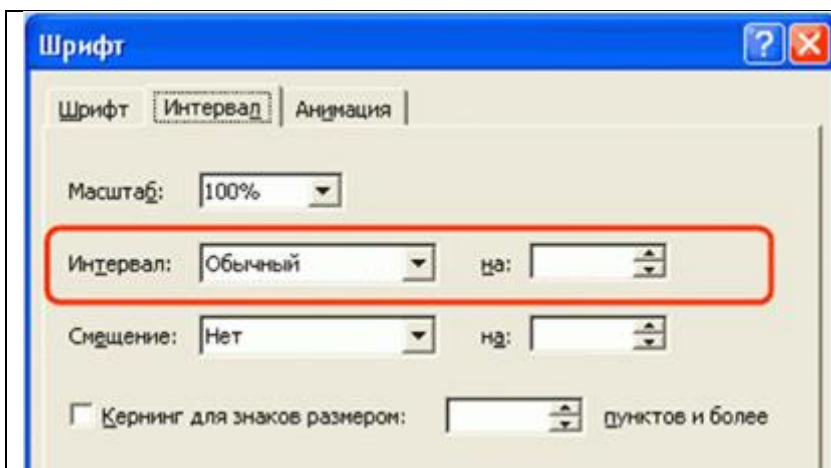 Шрифт
Шрифт Интервал Анимация
Масштаб: 100%
Интервал: Обычный на:
Смещение: Нет на:
Кернинг для знаков размером: пунктов и более